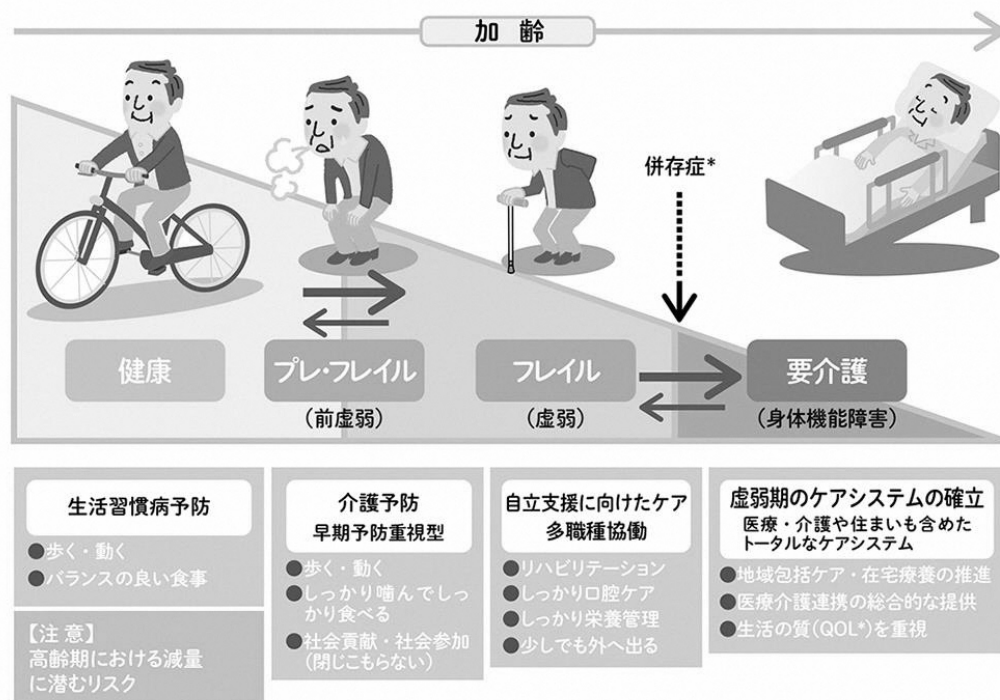 加 齢
併存症*
健康
プレ・フレイル
(前虚弱)
フレイル
(虚弱)
要介護
(身体機能障害)
生活習慣病予防
●歩く・動く
●バランスの良い食事
【注 意】
高齢期における減量
に潜むリスク
介護予防
早期予防重視型
●歩く・動く
●しっかり噛んでしっ
かり食べる
●社会貢献・社会参加
(閉じこもらない)
自立支援に向けたケア
多職種協働
●リハビリテーション
●しっかり口腔ケア
●しっかり栄養管理
●少しでも外へ出る
虚弱期のケアシステムの確立
医療・介護や住まいも含めた
トータルなケアシステム
●地域包括ケア・在宅療養の推進
●医療介護連携の総合的な提供
●生活の質(QOL*)を重視